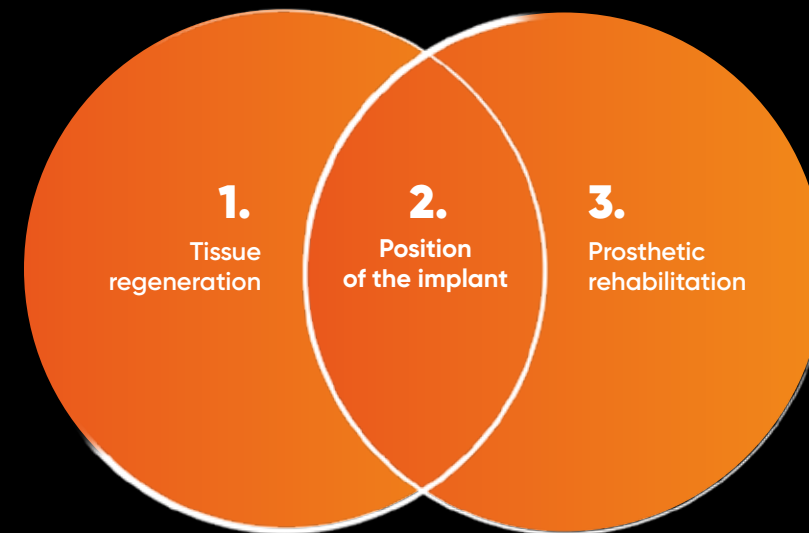 1.
Tissue
regeneration
2.
Position
of the implant
3.
Prosthetic
rehabilitation